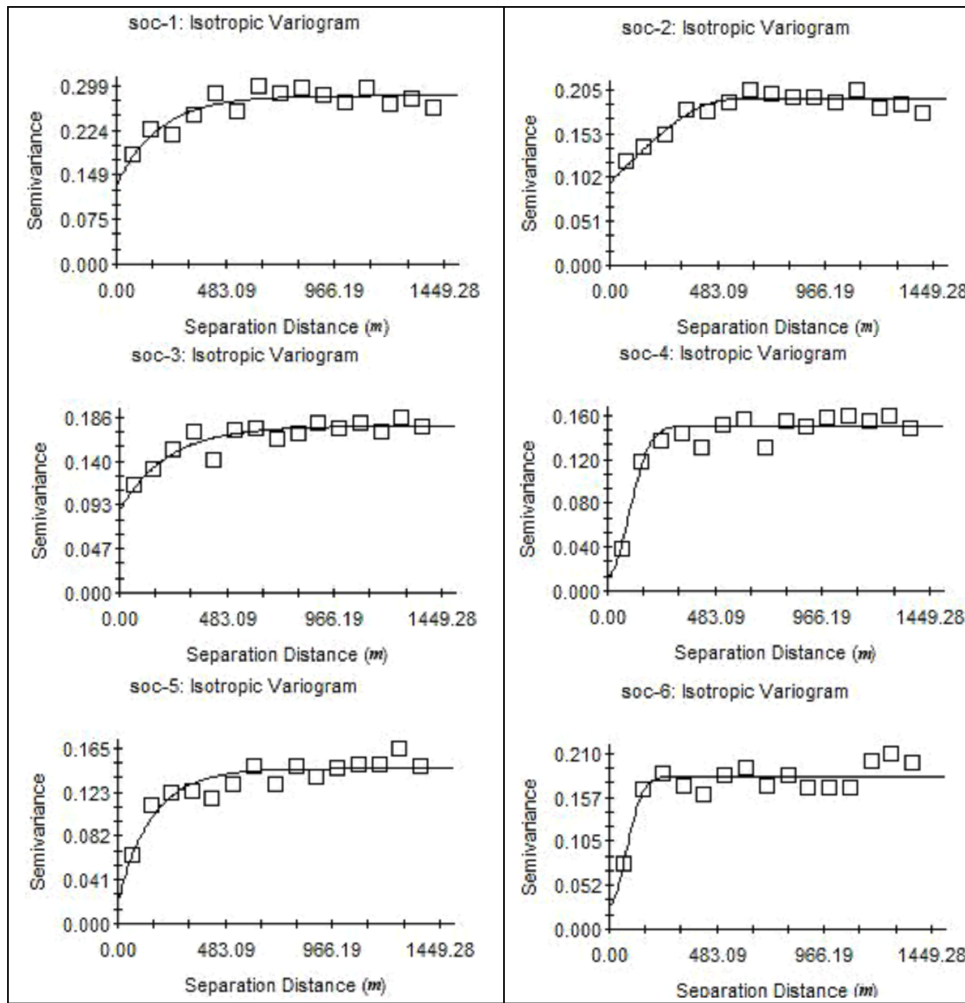 soc-1: Isotropic Variogram
0.299
0.224
0.149
0.075
0.000
Semivariance
0.00 483.09 966.19 1449.28
Separation Distance (m)
soc-2: Isotropic Variogram
0.205
0.153
0.102
0.051
0.000
Semivariance
0.00 483.09 966.19 1449.28
Separation Distance (m)
soc-3: Isotropic Variogram
0.186
0.140
0.093
0.047
0.000
Semivariance
0.00 483.09 966.19 1449.28
Separation Distance (m)
soc-4: Isotropic Variogram
0.160
0.120
0.080
0.040
0.000
Semivariance
0.00 483.09 966.19 1449.28
Separation Distance (m)
soc-5: Isotropic Variogram
0.165
0.123
0.082
0.041
0.000
Semivariance
0.00 483.09 966.19 1449.28
Separation Distance (m)
soc-6: Isotropic Variogram
0.210
0.157
0.105
0.052
0.000
Semivariance
0.00 483.09 966.19 1449.28
Separation Distance (m)